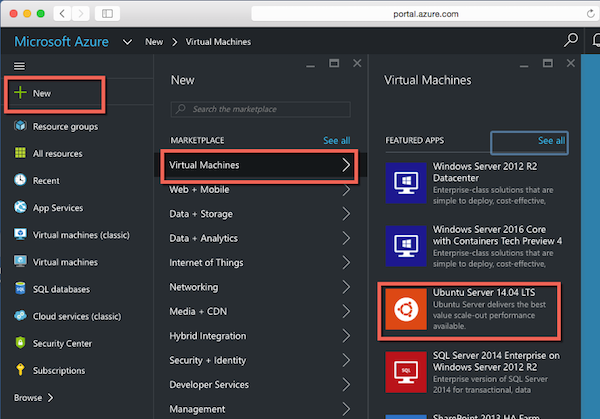 portal.azure.com
Microsoft Azure
New
Virtual Machines
New
Resource groups
All resources
Recent
App Services
Virtual machines (classic)
Virtual machines
SQL databases
Cloud services (classic)
Security Center
Subscriptions
Browse
New
Search the marketplace
MARKETPLACE
See all
Virtual Machines
Web + Mobile
Data + Storage
Data + Analytics
Internet of Things
Networking
Media + CDN
Hybrid Integration
Security + Identity
Developer Services
Management
Virtual Machines
FEATURED APPS
See all
Windows Server 2012 R2
Datacenter
Enterprise-class solutions that are
simple to deploy, cost-effective,
Windows Server 2016 Core
with Containers Tech Preview 4
Enterprise-class solutions that are
simple to deploy, cost-effective,
Ubuntu Server 14.04 LTS
Ubuntu Server delivers the best
value scale-out performance
available.
SQL
SQL Server 2014 Enterprise on
Windows Server 2012 R2
Enterprise version of SQL 2014
for transactional, data
SharePoint 2013 HA Farm